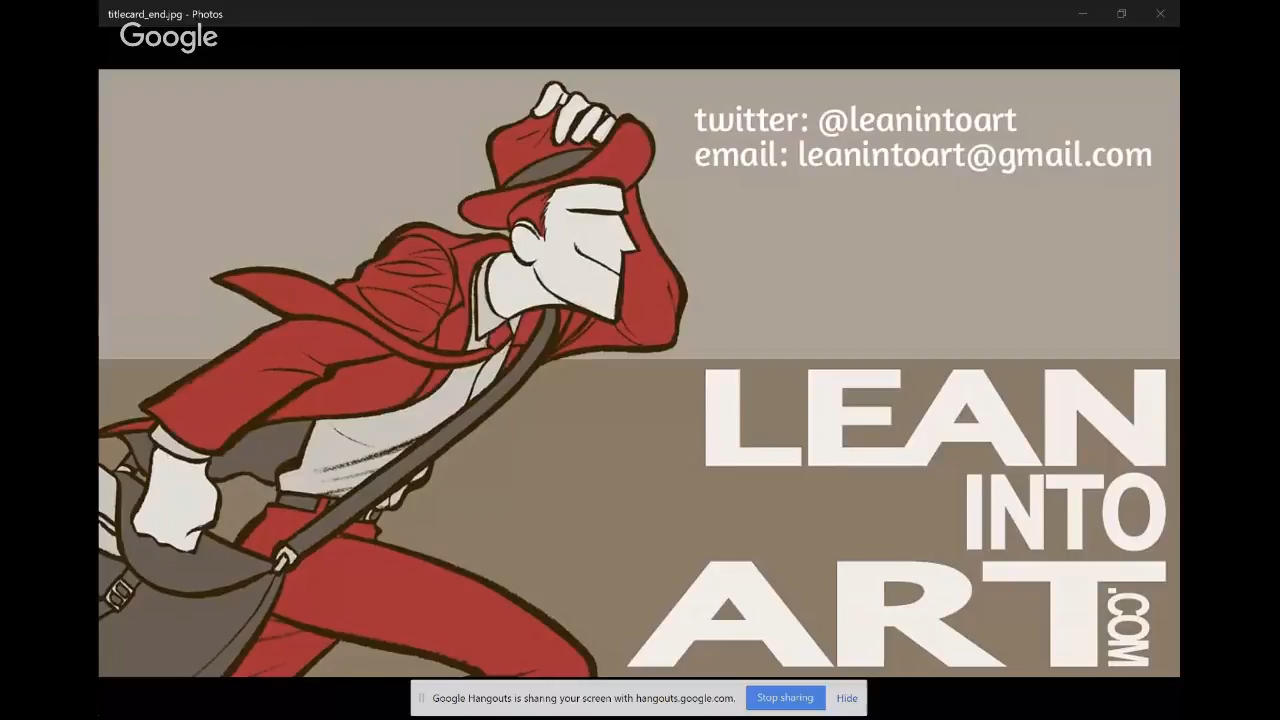 titlecard_end.jpg - Photos
Google
twitter: @leanintoart
email: leanintoart@gmail.com
LEAN
INTO
ART
.COM
Google Hangouts is sharing your screen with hangouts.google.com.
Stop sharing
Hide